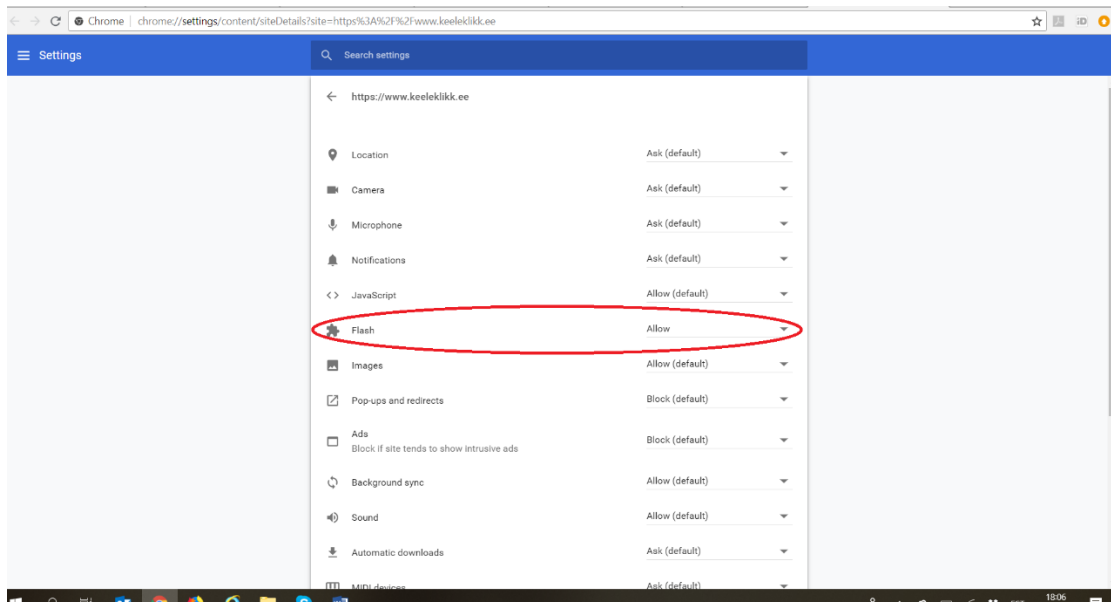 Chrome | chrome://settings/content/siteDetails?site=https%3A%2F%2Fwww.keeleklikk.ee
Settings
Search settings
https://www.keeleklikk.ee
Location Ask (default)
Camera Ask (default)
Microphone Ask (default)
Notifications Ask (default)
JavaScript Allow (default)
Flash Allow
Images Allow (default)
Pop-ups and redirects Block (default)
Ads Block (default)
Block if site tends to show intrusive ads
Background sync Allow (default)
Sound Allow (default)
Automatic downloads Ask (default)
MIDI devices Ask (default)
18:06